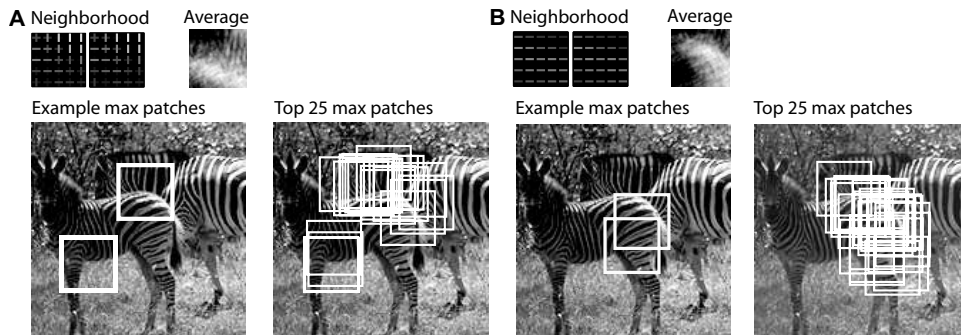 A Neighborhood Average
Example max patches Top 25 max patches
B Neighborhood Average
Example max patches Top 25 max patches